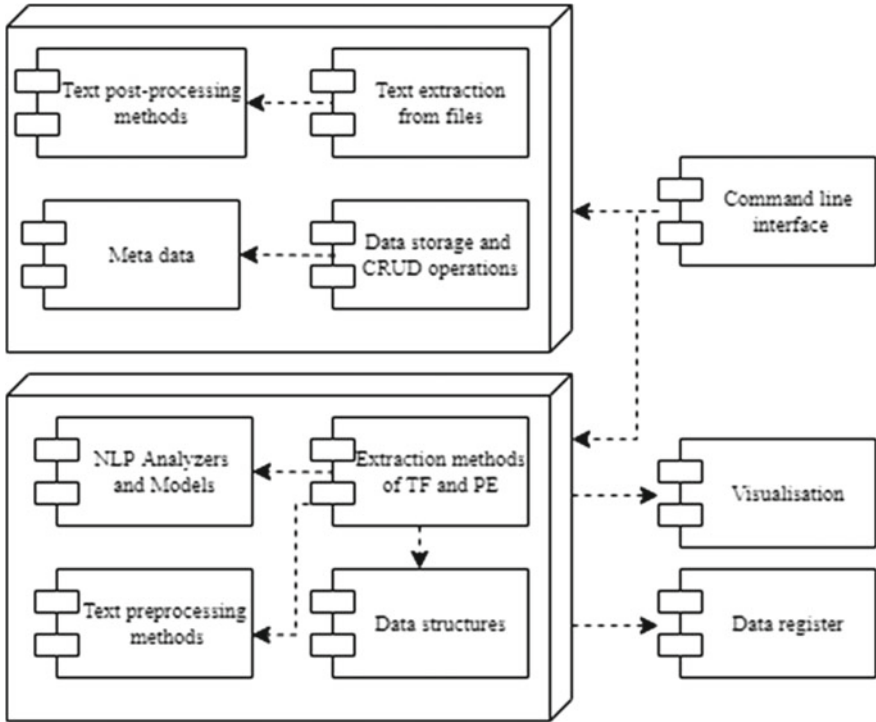 Text post-processing
methods
Text extraction
from files
Meta data
Data storage and
CRUD operations
Command line
interface
NLP Analyzers
and Models
Extraction methods
of TF and PE
Visualisation
Text preprocessing
methods
Data structures
Data register